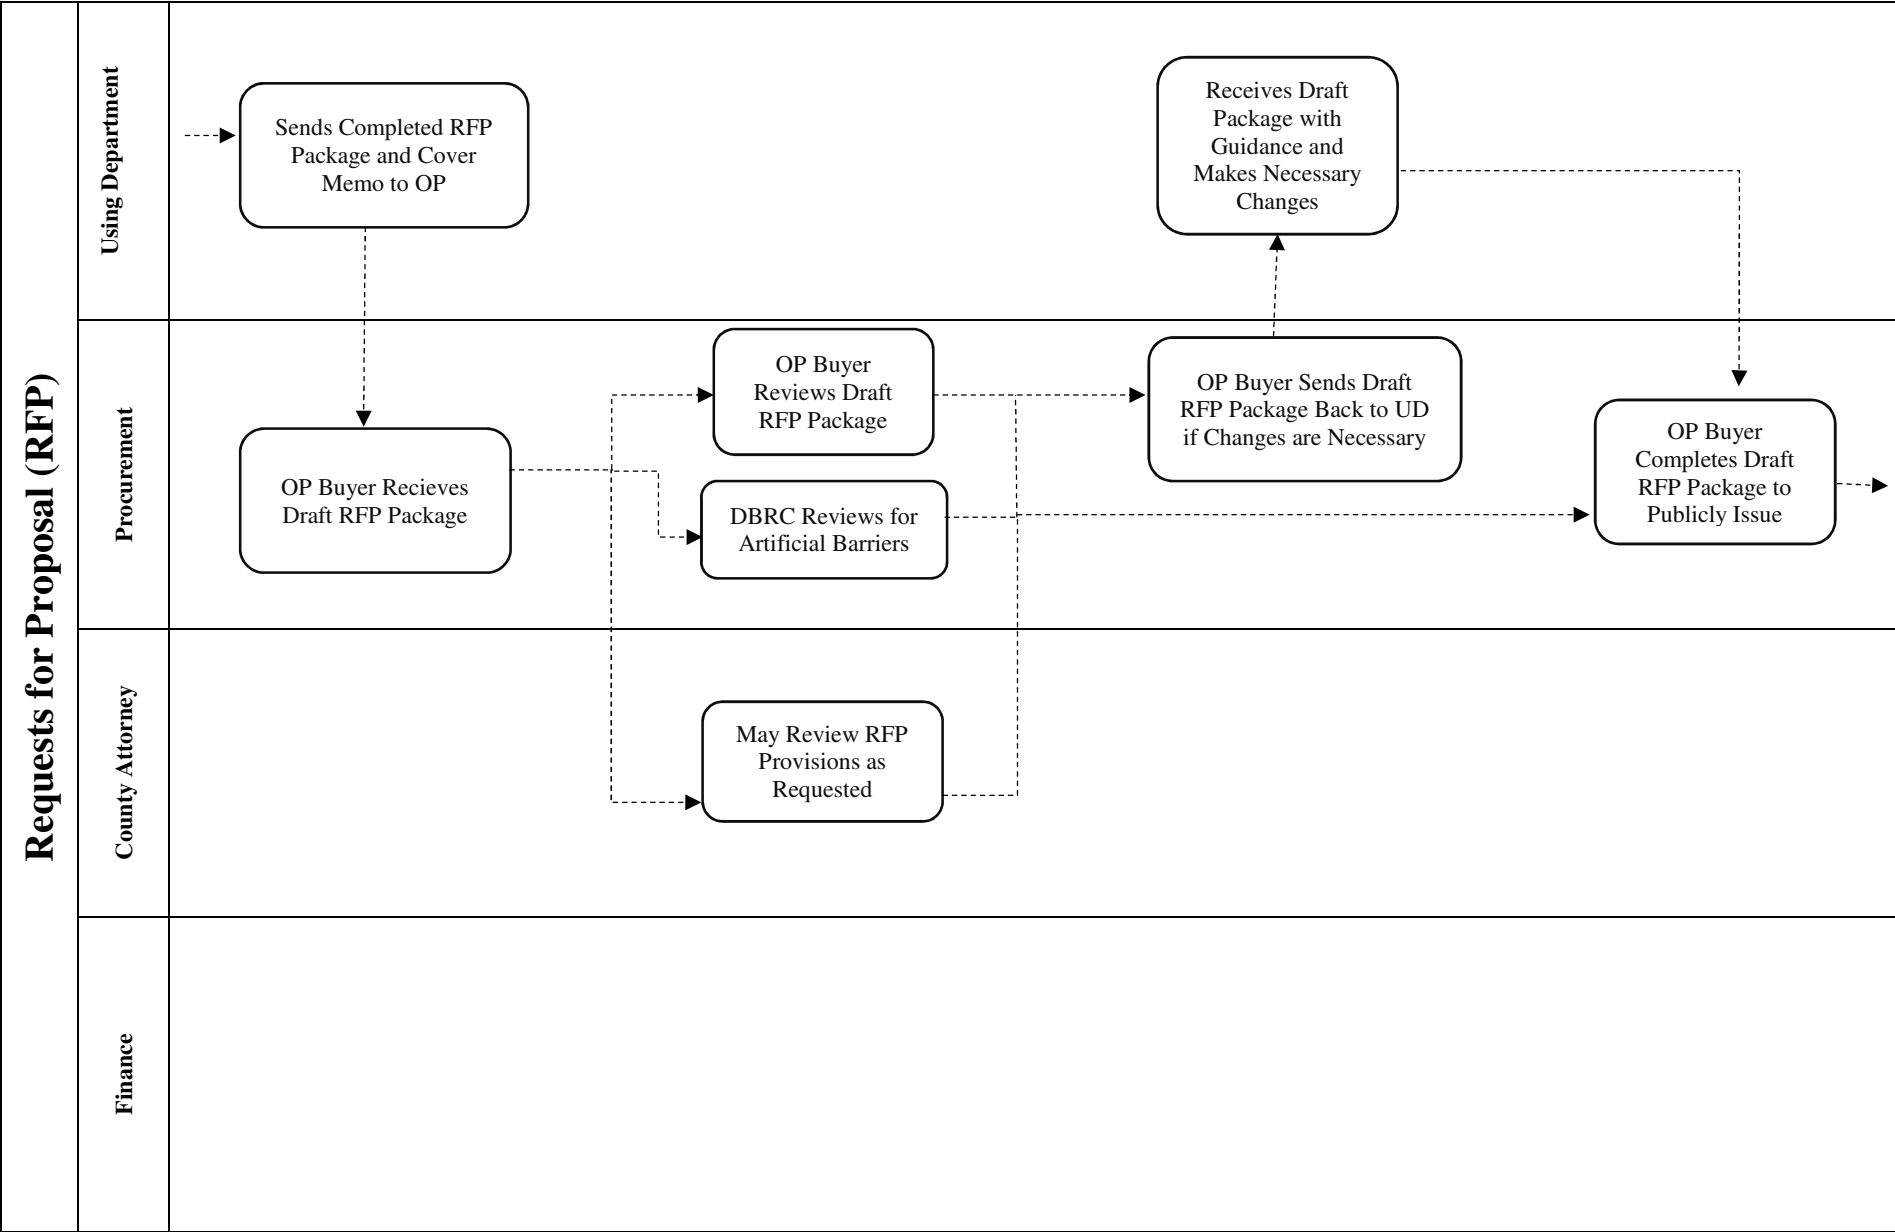 Requests for Proposal (RFP)
Using Department
Sends Completed RFP
Package and Cover
Memo to OP
Receives Draft
Package with
Guidance and
Makes Necessary
Changes
Procurement
OP Buyer Recieves
Draft RFP Package
OP Buyer
Reviews Draft
RFP Package
DBRC Reviews for
Artificial Barriers
OP Buyer Sends Draft
RFP Package Back to UD
if Changes are Necessary
OP Buyer
Completes Draft
RFP Package to
Publicly Issue
County Attorney
May Review RFP
Provisions as
Requested
Finance